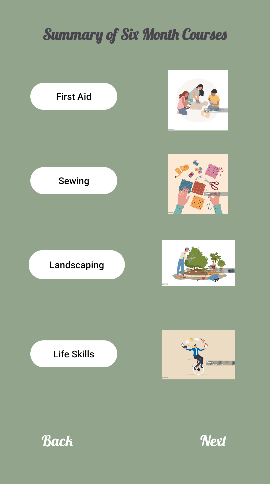 Summary of Six Month Courses
First Aid
Sewing
Landscaping
Life Skills
Back
Next